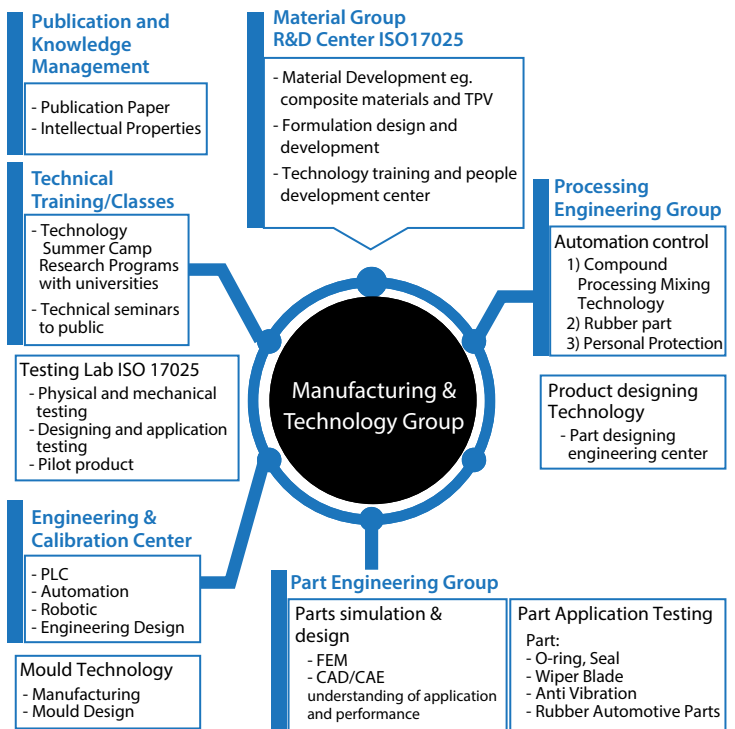 Publication and
Knowledge
Management
- Publication Paper
- Intellectual Properties
Material Group
R&D Center ISO17025
- Material Development eg.
composite materials and TPV
- Formulation design and
development
- Technology training and people
development center
Technical
Training/Classes
- Technology
Summer Camp
Research Programs
with universities
- Technical seminars
to public
Processing
Engineering Group
Automation control
1) Compound
Processing Mixing
Technology
2) Rubber part
3) Personal Protection
Testing Lab ISO 17025
- Physical and mechanical
testing
- Designing and application
testing
- Pilot product
Manufacturing &
Technology Group
Product designing
Technology
- Part designing
engineering center
Engineering &
Calibration Center
- PLC
- Automation
- Robotic
- Engineering Design
Mould Technology
- Manufacturing
- Mould Design
Part Engineering Group
Parts simulation &
design
- FEM
- CAD/CAE
understanding of application
and performance
Part Application Testing
Part:
- O-ring, Seal
- Wiper Blade
- Anti Vibration
- Rubber Automotive Parts